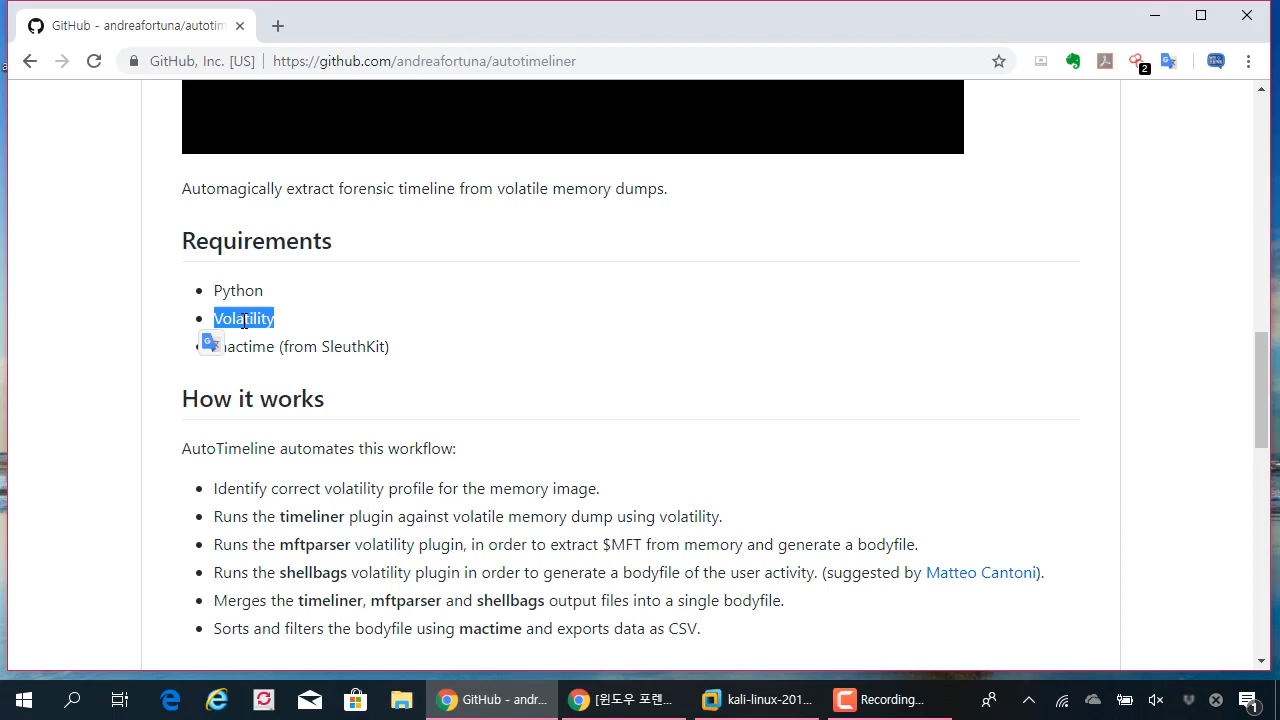 GitHub - andreafortuna/autotim
GitHub, Inc. [US]
https://github.com/andreafortuna/autotimeliner
2
Automagically extract forensic timeline from volatile memory dumps.
Requirements
Python
Volatility
mactime (from SleuthKit)
How it works
AutoTimeline automates this workflow:
Identify correct volatility profile for the memory image.
Runs the timeliner plugin against volatile memory dump using volatility.
Runs the mftparser volatility plugin, in order to extract $MFT from memory and generate a bodyfile.
Runs the shellbags volatility plugin in order to generate a bodyfile of the user activity. (suggested by Matteo Cantoni).
Merges the timeliner, mftparser and shellbags output files into a single bodyfile.
Sorts and filters the bodyfile using mactime and exports data as CSV.
GitHub - andr...
[윈도우 포렌...
kali-linux-201...
Recording...
1